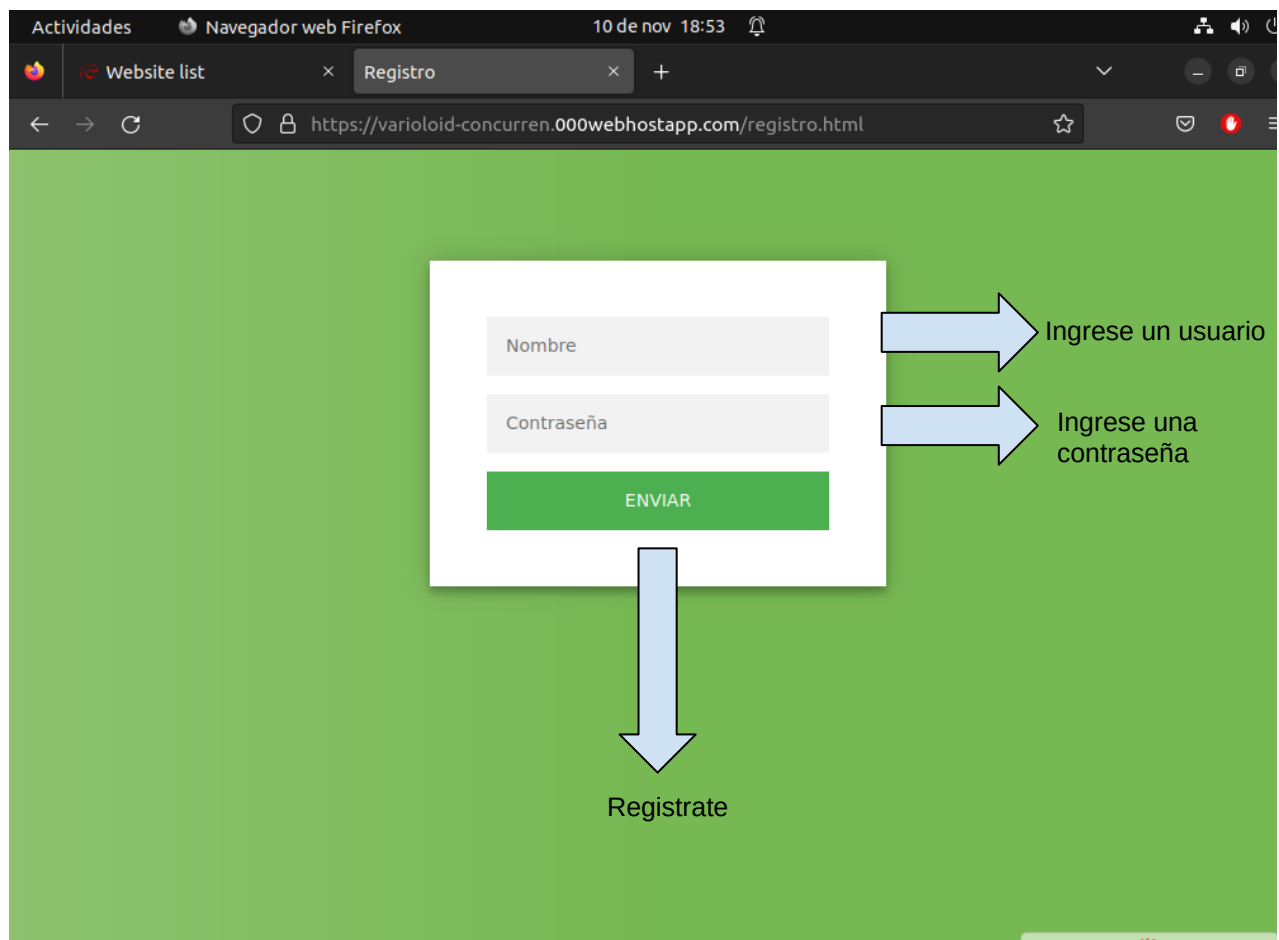 Actividades Navegador web Firefox 10 de nov 18:53
Website list × Registro × +
https://varioloid-concurren.000webhostapp.com/registro.html
Nombre
Ingrese un usuario
Contraseña
Ingrese una
contraseña
ENVIAR
Registrate